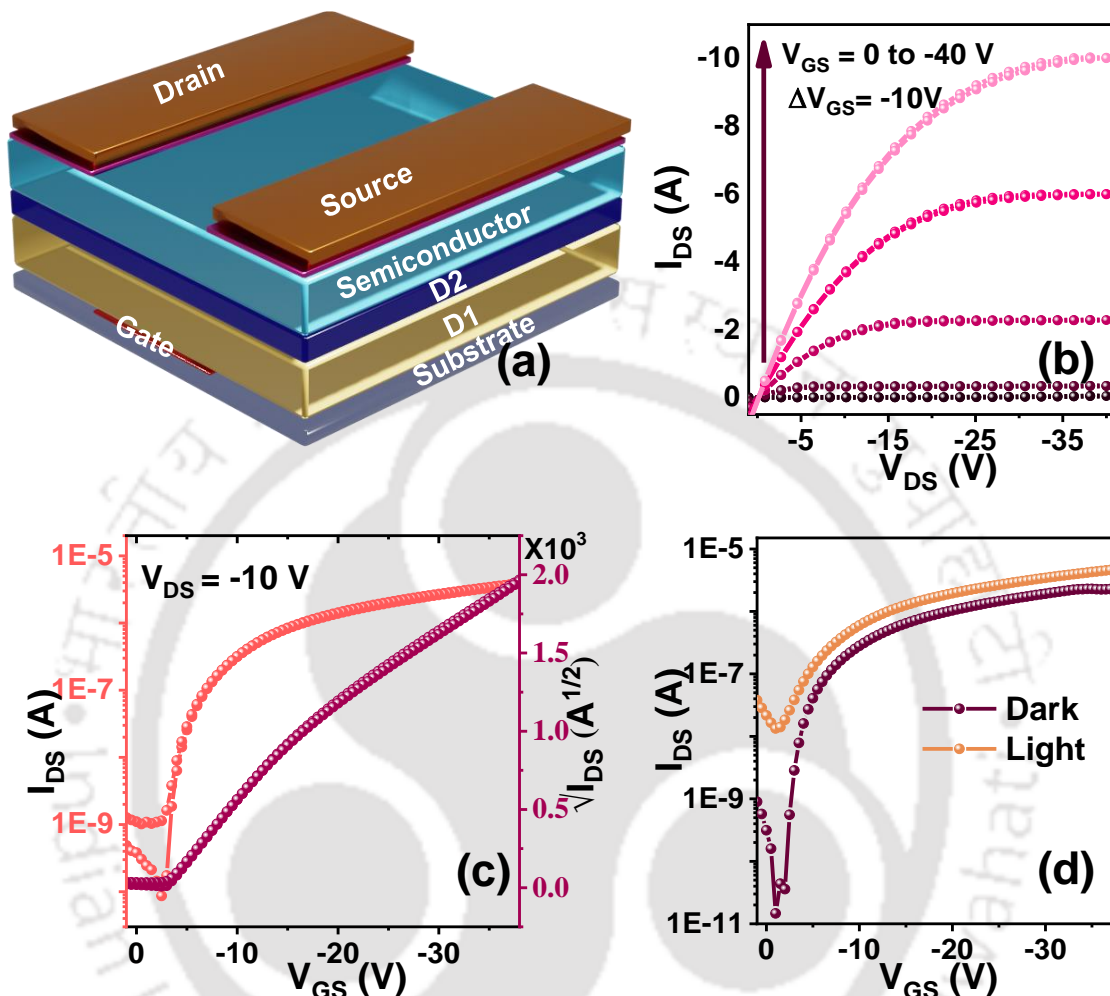 Drain
Source
Semiconductor
D2
D1
Gate
Substrate
(a)
V_GS = 0 to -40 V
ΔV_GS = -10V
-10
-8
-6
-4
-2
0
I_DS (A)
(b)
-5 -15 -25 -35
V_DS (V)
V_DS = -10 V
1E-5
1E-7
1E-9
I_DS (A)
X10^3
2.0
1.5
1.0
0.5
0.0
√I_DS (A^1/2)
(c)
0 -10 -20 -30
V_GS (V)
1E-5
1E-7
1E-9
1E-11
I_DS (A)
Dark
Light
(d)
0 -10 -20 -30
V_GS (V)